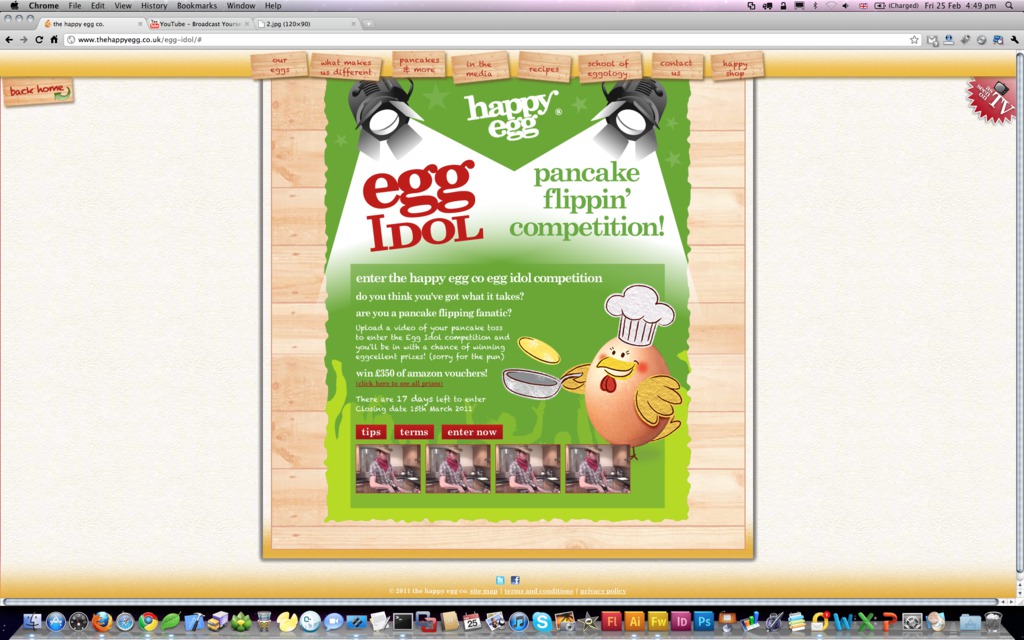 Chrome File Edit View History Bookmarks Window Help
(Charged) Fri 25 Feb 4:49 pm
the happy egg co.
YouTube - Broadcast Yourse
2.jpg (120×90)
www.thehappyegg.co.uk/egg-idol/#
our eggs
what makes us different
pancakes & more
in the media
recipes
school of eggology
contact us
happy shop
back home
as seen on TV
happy egg ®
egg IDOL
pancake
flippin'
competition!
enter the happy egg co egg idol competition
do you think you've got what it takes?
are you a pancake flipping fanatic?
Upload a video of your pancake toss
to enter the Egg Idol competition and
you'll be in with a chance of winning
eggcellent prizes! (sorry for the pun)
win £350 of amazon vouchers!
(click here to see all prizes)
There are 17 days left to enter
Closing date 15th March 2011
tips terms enter now
© 2011 the happy egg co. site map | terms and conditions | privacy policy
25
Fl Ai Fw Id Ps